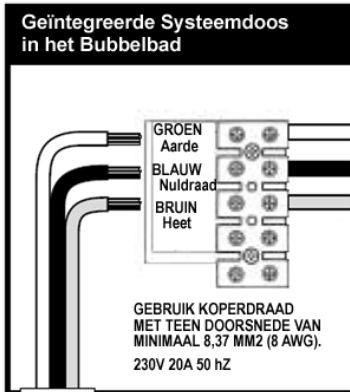 Geïntegreerde Systeemdoos
in het Bubbelbad
GROEN
Aarde
BLAUW
Nuldraad
BRUIN
Heet
GEBRUIK KOPERDRAAD
MET TEEN DOORSNEDE VAN
MINIMAAL 8,37 MM2 (8 AWG).
230V 20A 50 hZ